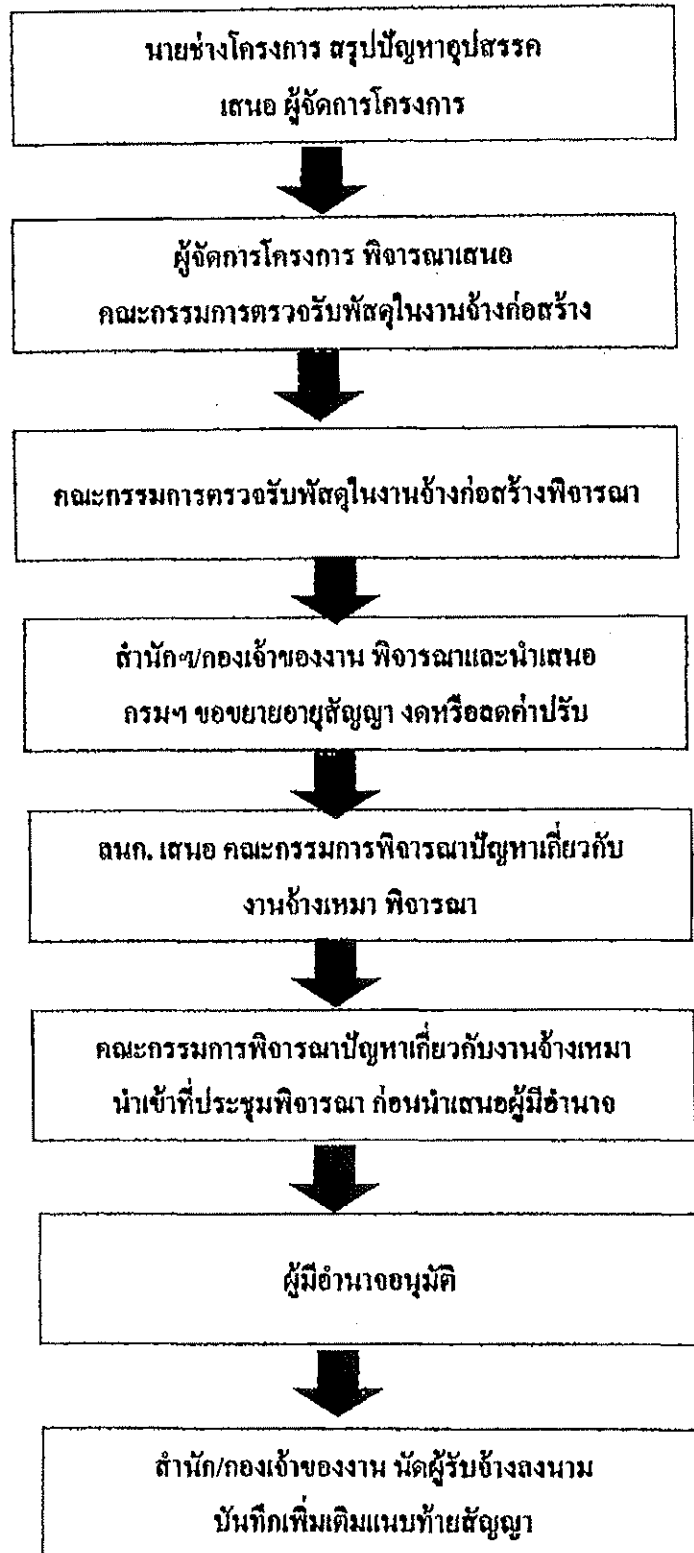 นายช่างโครงการ สรุปปัญหาอุปสรรค
เสนอ ผู้จัดการโครงการ
ผู้จัดการโครงการ พิจารณาเสนอ
คณะกรรมการตรวจรับพัสดุในงานจ้างก่อสร้าง
คณะกรรมการตรวจรับพัสดุในงานจ้างก่อสร้างพิจารณา
สำนักฯ/กองเจ้าของงาน พิจารณาและนำเสนอ
กรมฯ ขอขยายอายุสัญญา งดหรือลดค่าปรับ
ลนก. เสนอ คณะกรรมการพิจารณาปัญหาเกี่ยวกับ
งานจ้างเหมา พิจารณา
คณะกรรมการพิจารณาปัญหาเกี่ยวกับงานจ้างเหมา
นำเข้าที่ประชุมพิจารณา ก่อนนำเสนอผู้มีอำนาจ
ผู้มีอำนาจอนุมัติ
สำนัก/กองเจ้าของงาน นัดผู้รับจ้างลงนาม
บันทึกเพิ่มเติมแนบท้ายสัญญา